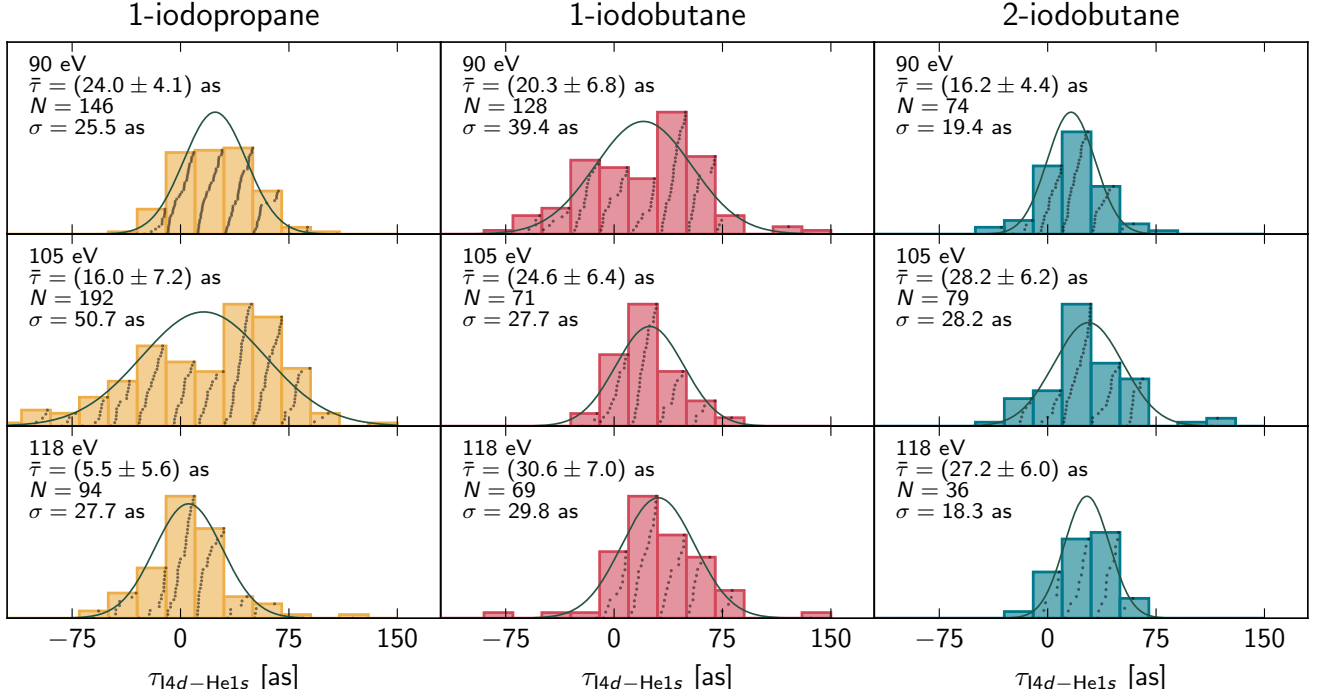 1-iodopropane 1-iodobutane 2-iodobutane
90 eV
τ̄ = (24.0 ± 4.1) as
N = 146
σ = 25.5 as
90 eV
τ̄ = (20.3 ± 6.8) as
N = 128
σ = 39.4 as
90 eV
τ̄ = (16.2 ± 4.4) as
N = 74
σ = 19.4 as
105 eV
τ̄ = (16.0 ± 7.2) as
N = 192
σ = 50.7 as
105 eV
τ̄ = (24.6 ± 6.4) as
N = 71
σ = 27.7 as
105 eV
τ̄ = (28.2 ± 6.2) as
N = 79
σ = 28.2 as
118 eV
τ̄ = (5.5 ± 5.6) as
N = 94
σ = 27.7 as
118 eV
τ̄ = (30.6 ± 7.0) as
N = 69
σ = 29.8 as
118 eV
τ̄ = (27.2 ± 6.0) as
N = 36
σ = 18.3 as
−75 0 75 150 −75 0 75 150 −75 0 75 150
τI4d−He1s [as] τI4d−He1s [as] τI4d−He1s [as]